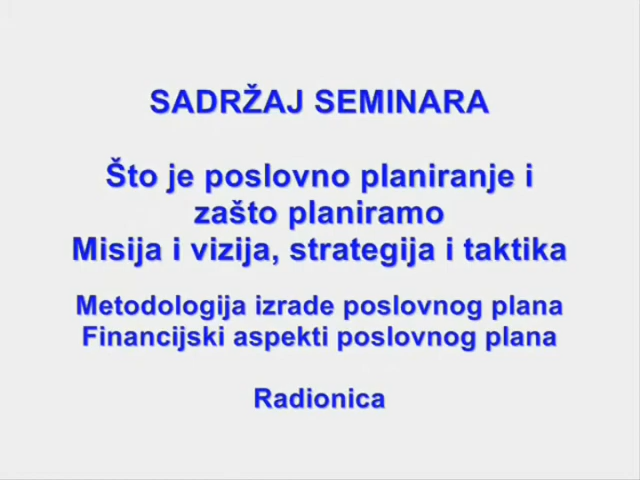 SADRŽAJ SEMINARA
Što je poslovno planiranje i
zašto planiramo
Misija i vizija, strategija i taktika
Metodologija izrade poslovnog plana
Financijski aspekti poslovnog plana
Radionica